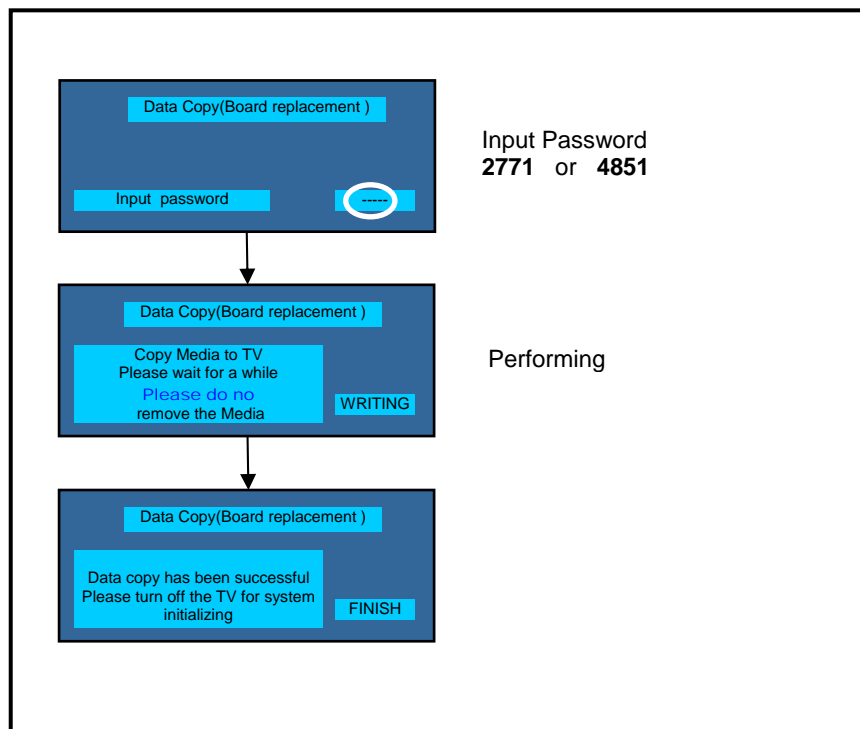 Data Copy(Board replacement )
Input Password
2771 or 4851
Input password
-----
Data Copy(Board replacement )
Copy Media to TV
Please wait for a while
Please do no
remove the Media
WRITING
Performing
Data Copy(Board replacement )
Data copy has been successful
Please turn off the TV for system
initializing
FINISH